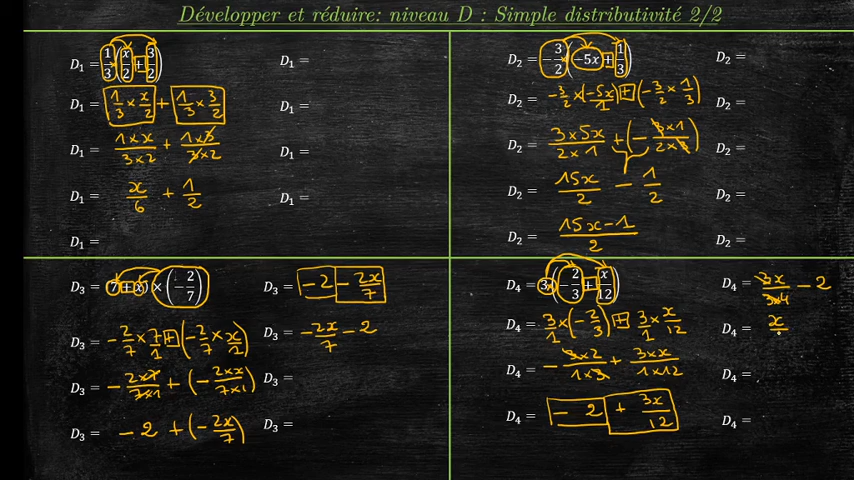 Développer et réduire: niveau D : Simple distributivité 2/2
D₁ = 1/3 (x/2 + 3/2)
D₁ = 1/3 × x/2 + 1/3 × 3/2
D₁ = 1×x/3×2 + 1×3/3×2
D₁ = x/6 + 1/2
D₁ =
D₁ =
D₁ =
D₁ =
D₁ =
D₂ = −3/2 (−5x + 1/3)
D₂ = −3/2 × (−5x/1) + (−3/2 × 1/3)
D₂ = 3×5x/2×1 + (− 3×1/2×3)
D₂ = 15x/2 − 1/2
D₂ = 15x−1/2
D₂ =
D₂ =
D₂ =
D₂ =
D₂ =
D₃ = (7 + x) × (−2/7)
D₃ = −2/7 × 7/1 + (−2/7 × x/1)
D₃ = − 2×7/7×1 + (− 2×x/7×1)
D₃ = −2 + (−2x/7)
D₃ = −2 − 2x/7
D₃ = −2x/7 − 2
D₃ =
D₃ =
D₄ = 3 (−2/3 + x/12)
D₄ = 3/1 × (−2/3) + 3/1 × x/12
D₄ = − 3×2/1×3 + 3×x/1×12
D₄ = − 2 + 3x/12
D₄ = 3x/3×4 − 2
D₄ = x/
D₄ =
D₄ =